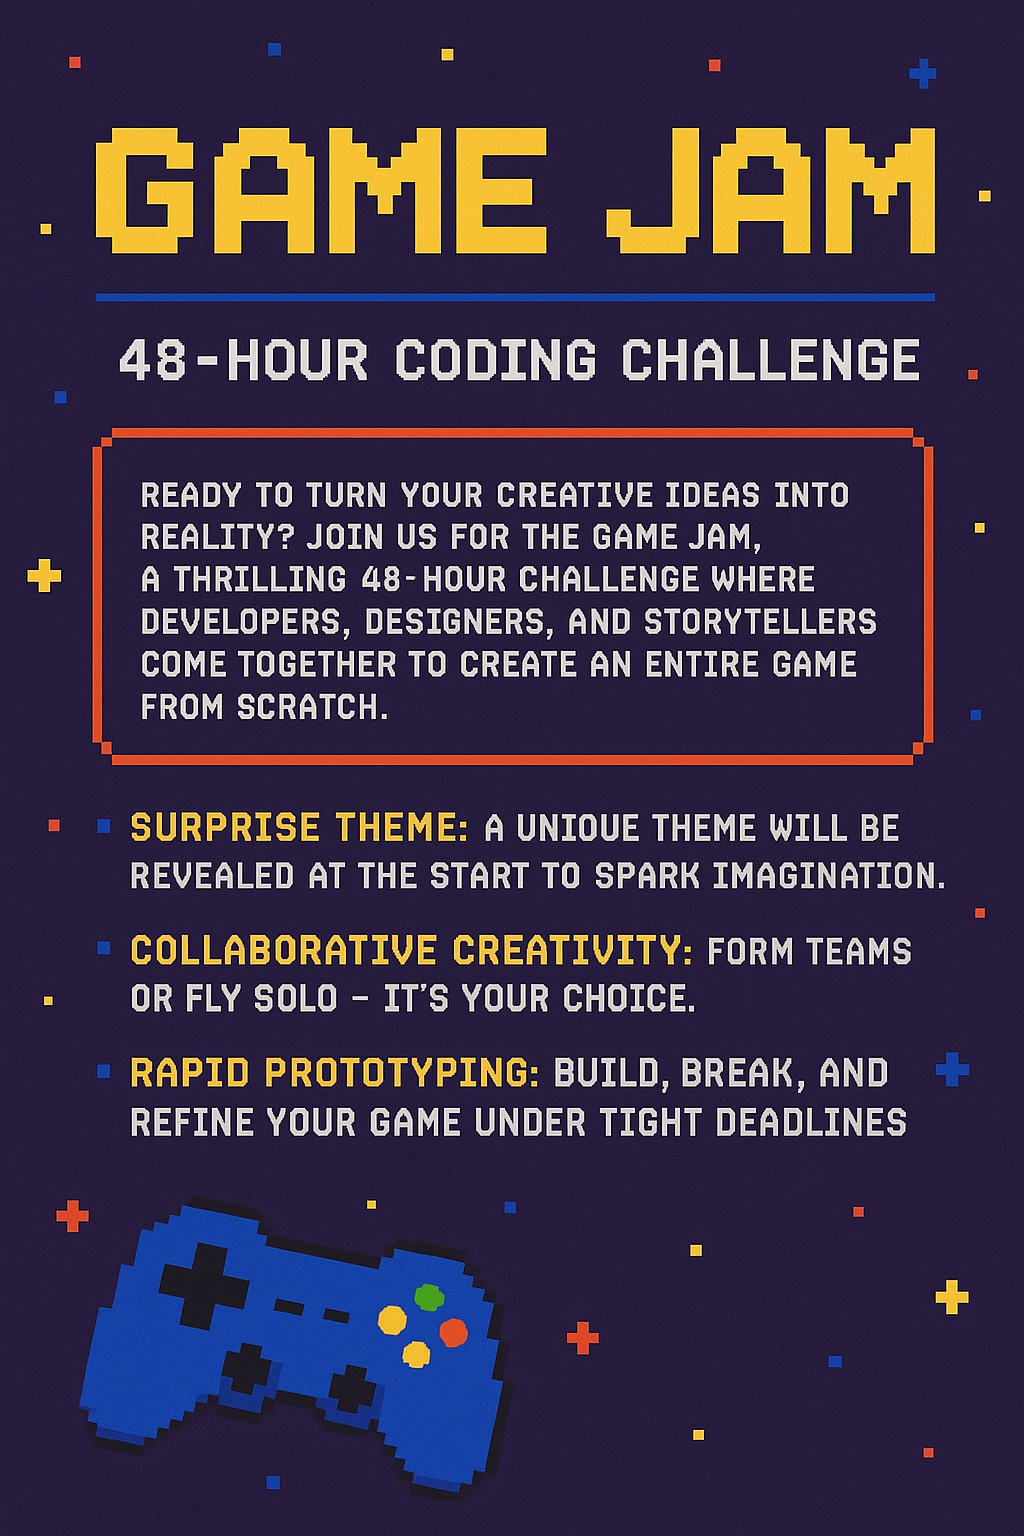 GAME JAM
48-HOUR CODING CHALLENGE
READY TO TURN YOUR CREATIVE IDEAS INTO
REALITY? JOIN US FOR THE GAME JAM,
A THRILLING 48-HOUR CHALLENGE WHERE
DEVELOPERS, DESIGNERS, AND STORYTELLERS
COME TOGETHER TO CREATE AN ENTIRE GAME
FROM SCRATCH.
SURPRISE THEME: A UNIQUE THEME WILL BE
REVEALED AT THE START TO SPARK IMAGINATION.
COLLABORATIVE CREATIVITY: FORM TEAMS
OR FLY SOLO – IT'S YOUR CHOICE.
RAPID PROTOTYPING: BUILD, BREAK, AND
REFINE YOUR GAME UNDER TIGHT DEADLINES